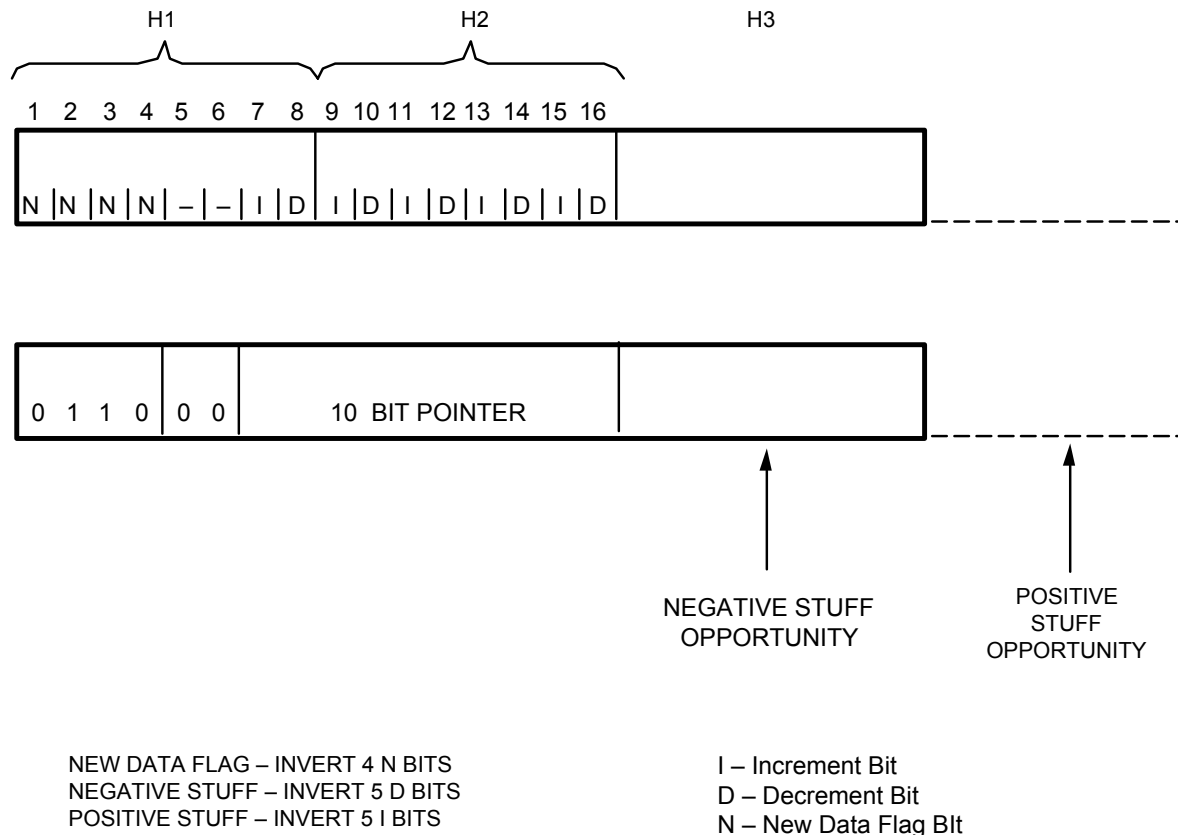 H1 H2 H3
1 2 3 4 5 6 7 8 9 10 11 12 13 14 15 16
N N N N – – I D I D I D I D I D
0 1 1 0 0 0 10 BIT POINTER
NEGATIVE STUFF
OPPORTUNITY
POSITIVE
STUFF
OPPORTUNITY
NEW DATA FLAG – INVERT 4 N BITS
NEGATIVE STUFF – INVERT 5 D BITS
POSITIVE STUFF – INVERT 5 I BITS
I – Increment Bit
D – Decrement Bit
N – New Data Flag BIt